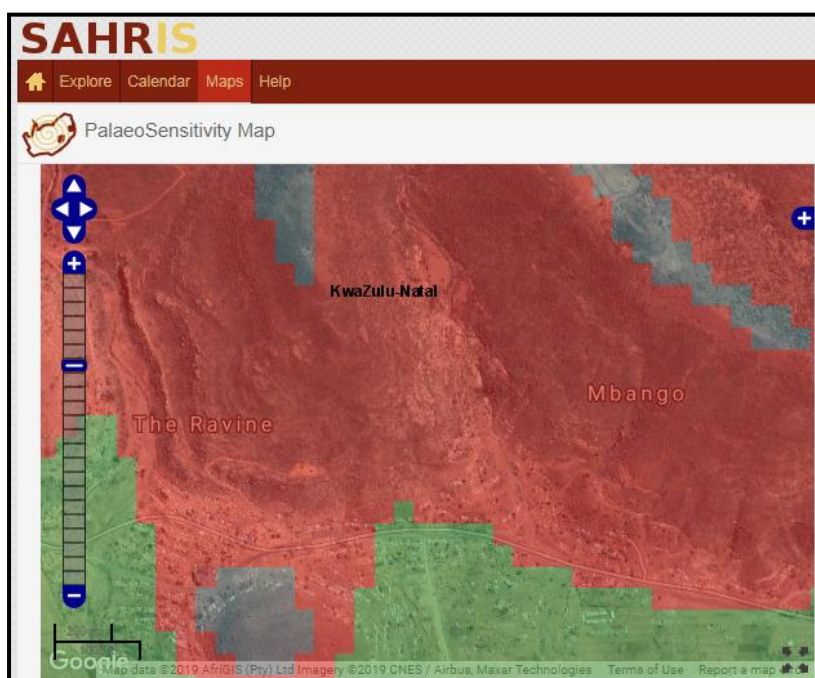 SAHRIS
Explore Calendar Maps Help
PalaeoSensitivity Map
KwaZulu-Natal
Mbango
The Ravine
Google
Map data ©2019 AfriGIS (Pty) Ltd Imagery ©2019 CNES / Airbus, Maxar Technologies Terms of Use Report a map